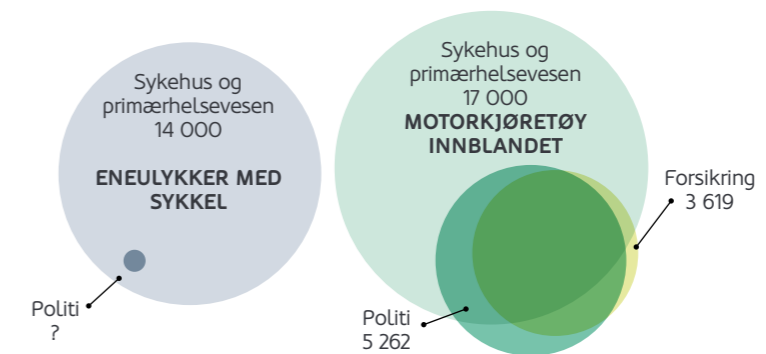 Sykehus og
primærhelsevesen
14 000
ENEULYKKER MED
SYKKEL
Politi
?
Sykehus og
primærhelsevesen
17 000
MOTORKJØRETØY
INNBLANDET
Forsikring
3 619
Politi
5 262